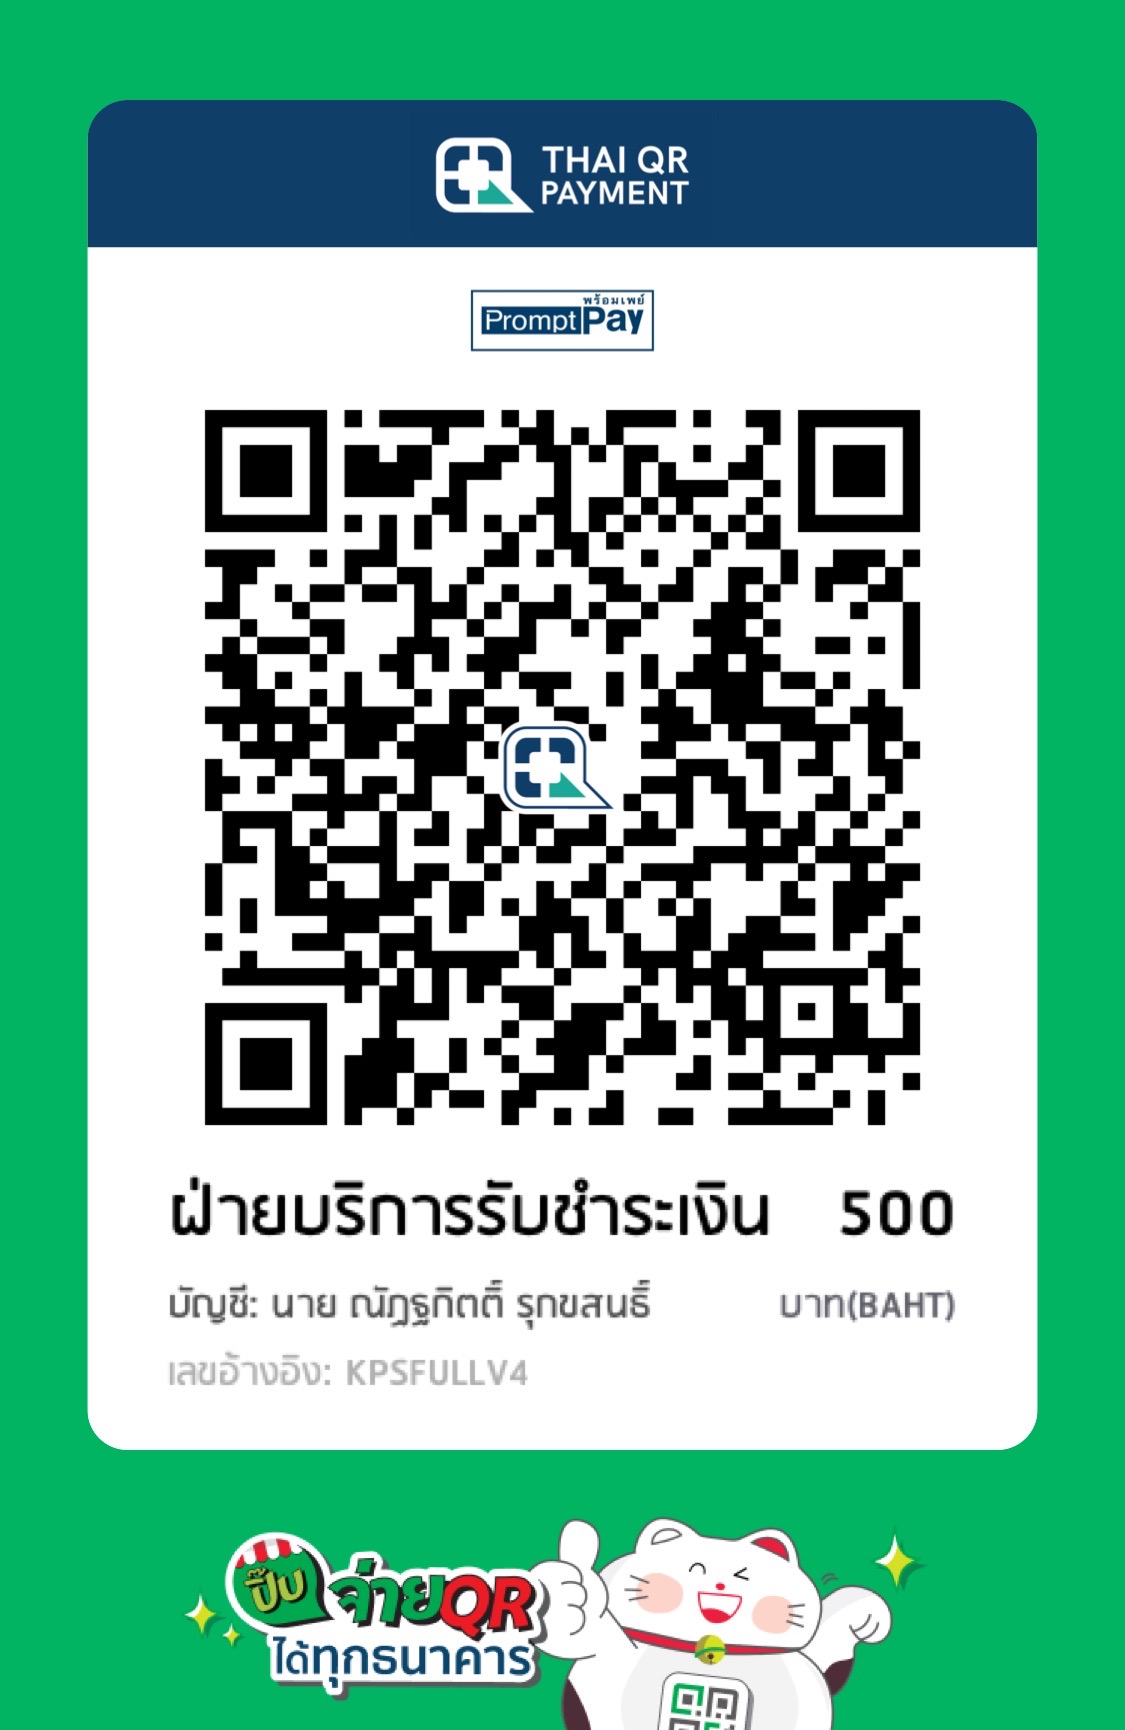 THAI QR
PAYMENT
พร้อมเพย์
PromptPay
ฝ่ายบริการรับชำระเงิน 500
บัญชี: นาย ณัฏฐกิตติ์ รุกขสนธิ์ บาท(BAHT)
เลขอ้างอิง: KPSFULLV4
ปิ๊บ จ่ายQR
ได้ทุกธนาคาร